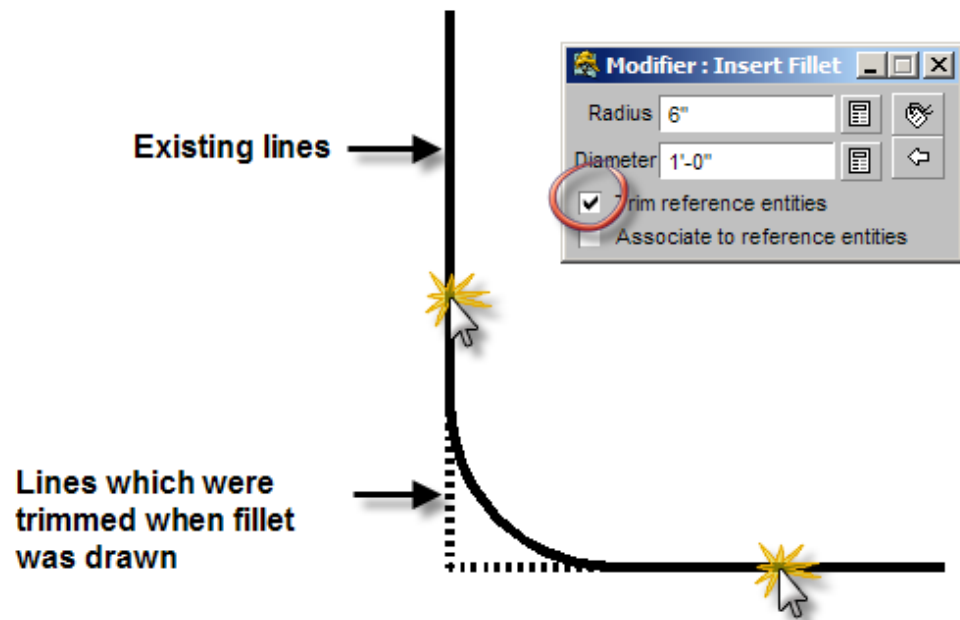 Modifier : Insert Fillet
Radius 6"
Existing lines
Diameter 1'-0"
Trim reference entities
Associate to reference entities
Lines which were
trimmed when fillet
was drawn